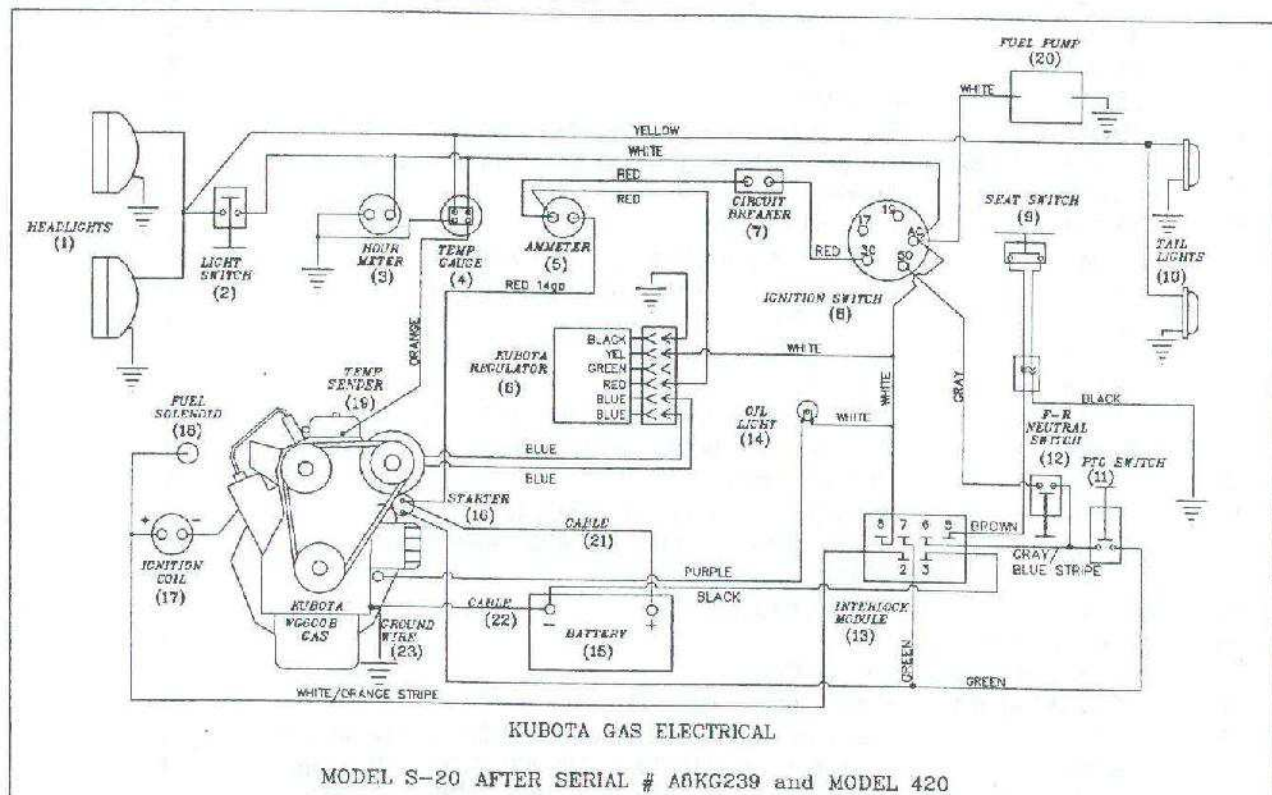 FUEL PUMP
(20)
WHITE
YELLOW
WHITE
RED
RED
CIRCUIT
BREAKER
(7)
17
19
AC
30
50
RED
SEAT SWITCH
(9)
HEADLIGHTS
(1)
LIGHT
SWITCH
(2)
HOUR
METER
(3)
TEMP
GAUGE
(4)
AMMETER
(5)
RED 14ga
IGNITION SWITCH
(8)
TAIL
LIGHTS
(10)
ORANGE
KUBOTA
REGULATOR
(6)
BLACK
YEL
GREEN
RED
BLUE
BLUE
WHITE
WHITE
GRAY
BLACK
TEMP
SENDER
(19)
FUEL
SOLENOID
(18)
OIL
LIGHT
(14)
WHITE
F-R
NEUTRAL
SWITCH
(12)
PTO SWITCH
(11)
BLUE
BLUE
STARTER
(16)
CABLE
(21)
+ -
IGNITION
COIL
(17)
8 7 6 5
2 3
BROWN
GRAY/
BLUE STRIPE
PURPLE
BLACK
INTERLOCK
MODULE
(13)
KUBOTA
WG600B
GAS
GROUND
WIRE
(23)
CABLE
(22)
- +
BATTERY
(15)
GREEN
GREEN
WHITE/ORANGE STRIPE
KUBOTA GAS ELECTRICAL
MODEL S-20 AFTER SERIAL # A8KG239 and MODEL 420